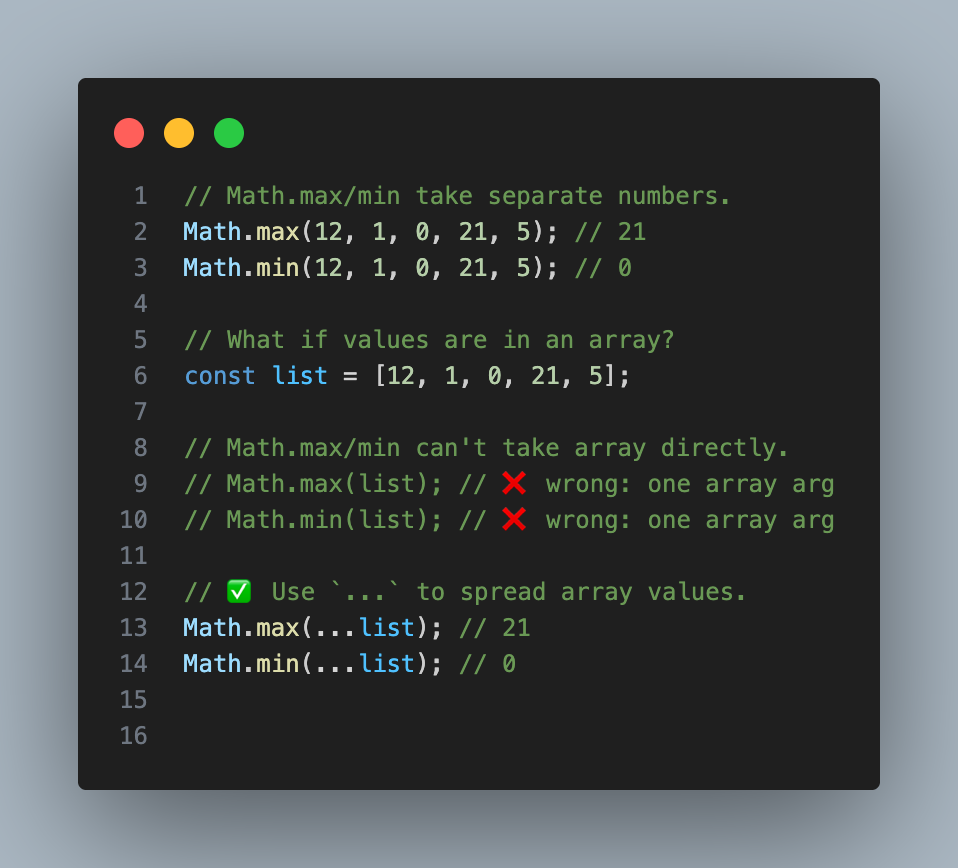 1 // Math.max/min take separate numbers.
2 Math.max(12, 1, 0, 21, 5); // 21
3 Math.min(12, 1, 0, 21, 5); // 0
4
5 // What if values are in an array?
6 const list = [12, 1, 0, 21, 5];
7
8 // Math.max/min can't take array directly.
9 // Math.max(list); // ❌ wrong: one array arg
10 // Math.min(list); // ❌ wrong: one array arg
11
12 // ✅ Use `...` to spread array values.
13 Math.max(...list); // 21
14 Math.min(...list); // 0
15
16